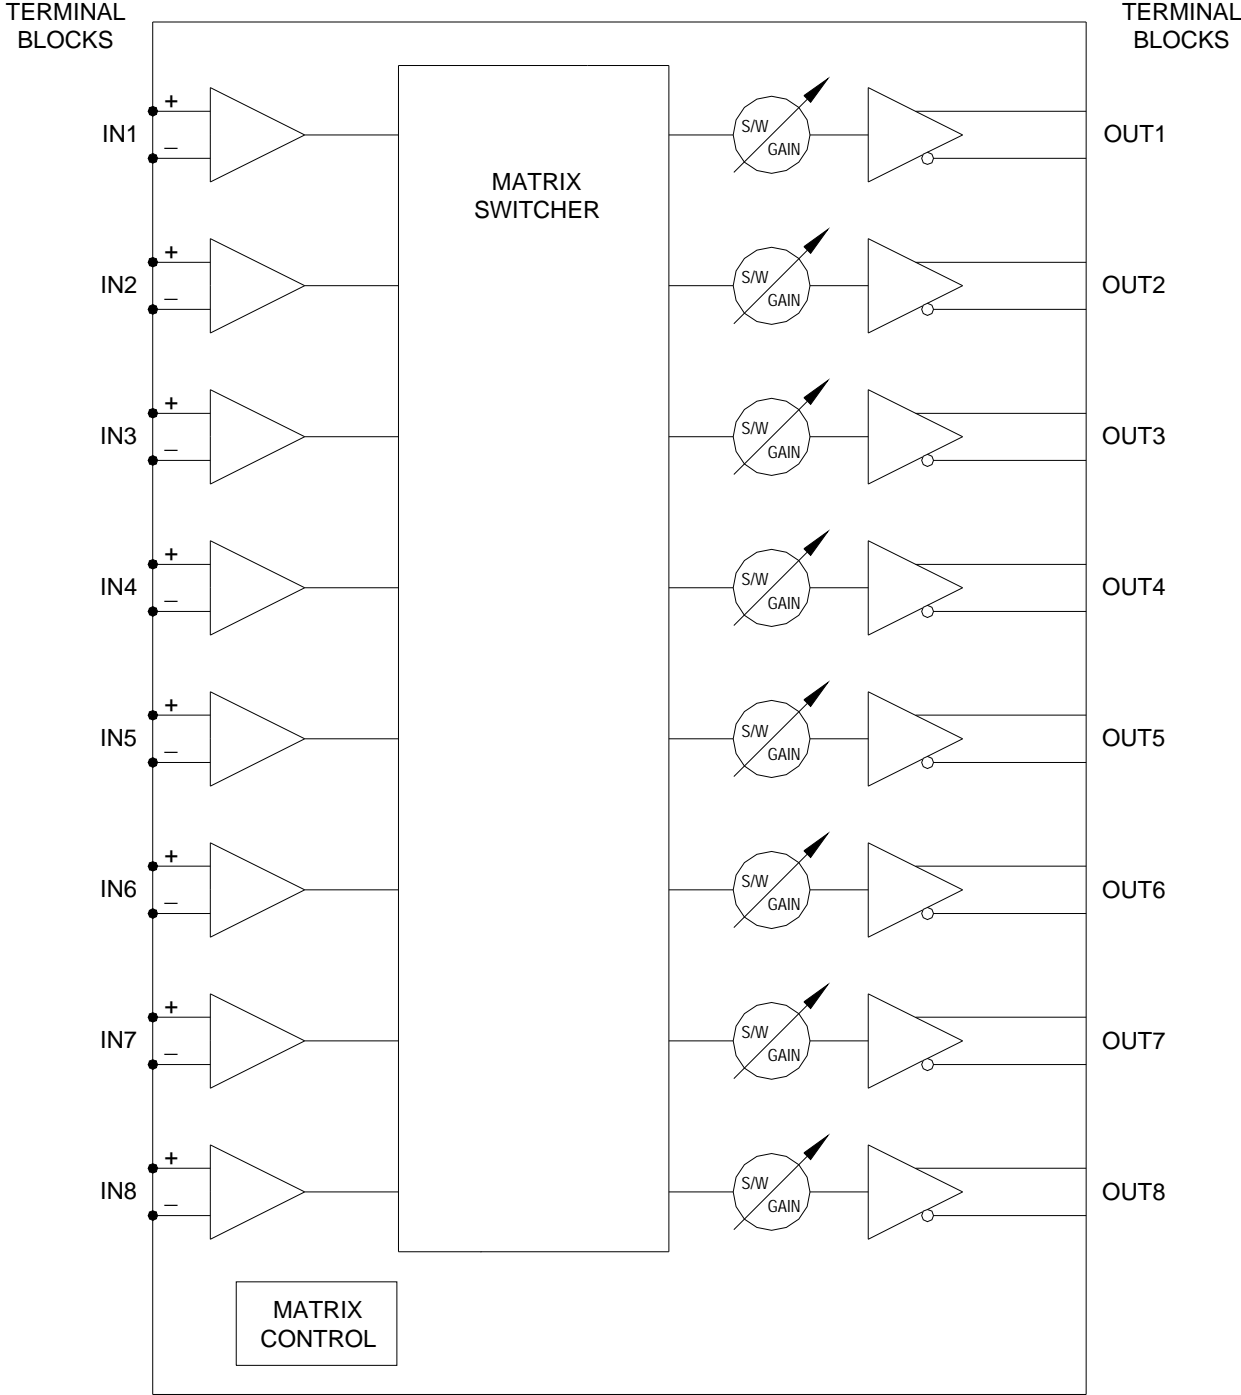 TERMINAL
BLOCKS
TERMINAL
BLOCKS
MATRIX
SWITCHER
+
IN1
−
S/W
GAIN
OUT1
+
IN2
−
S/W
GAIN
OUT2
+
IN3
−
S/W
GAIN
OUT3
+
IN4
−
S/W
GAIN
OUT4
+
IN5
−
S/W
GAIN
OUT5
+
IN6
−
S/W
GAIN
OUT6
+
IN7
−
S/W
GAIN
OUT7
+
IN8
−
S/W
GAIN
OUT8
MATRIX
CONTROL